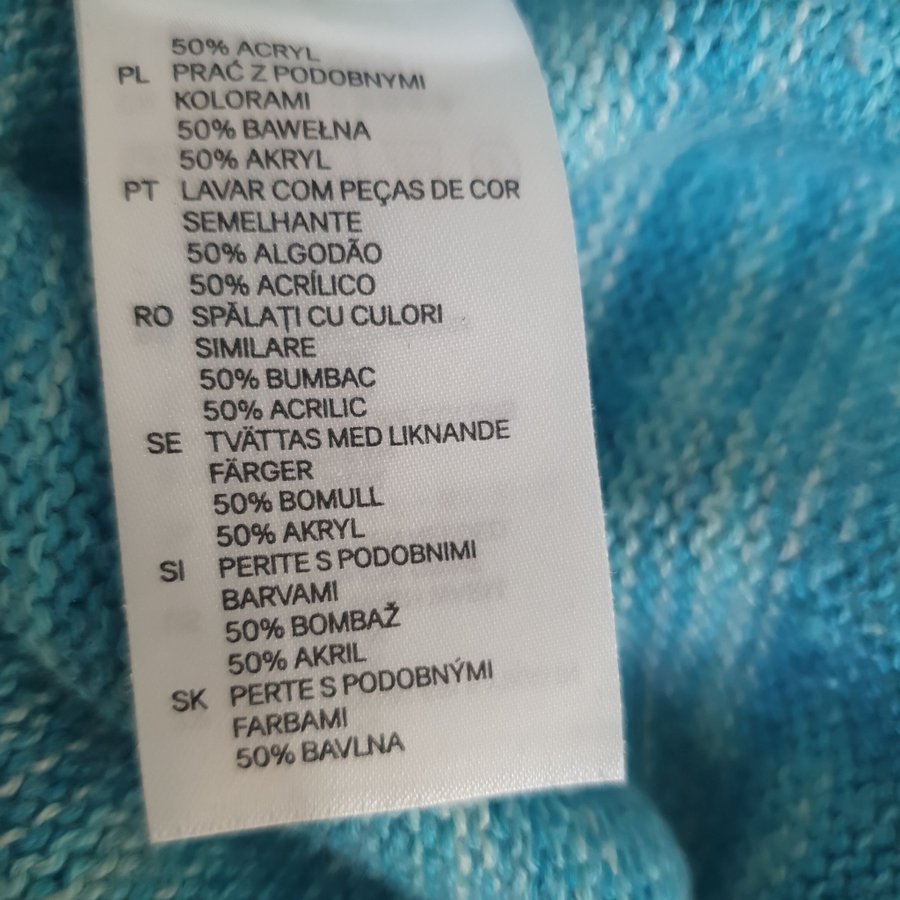 50% ACRYL
PL PRAĆ Z PODOBNYMI
KOLORAMI
50% BAWEŁNA
50% AKRYL
PT LAVAR COM PEÇAS DE COR
SEMELHANTE
50% ALGODÃO
50% ACRÍLICO
RO SPĂLAȚI CU CULORI
SIMILARE
50% BUMBAC
50% ACRILIC
SE TVÄTTAS MED LIKNANDE
FÄRGER
50% BOMULL
50% AKRYL
SI PERITE S PODOBNIMI
BARVAMI
50% BOMBAŽ
50% AKRIL
SK PERTE S PODOBNÝMI
FARBAMI
50% BAVLNA